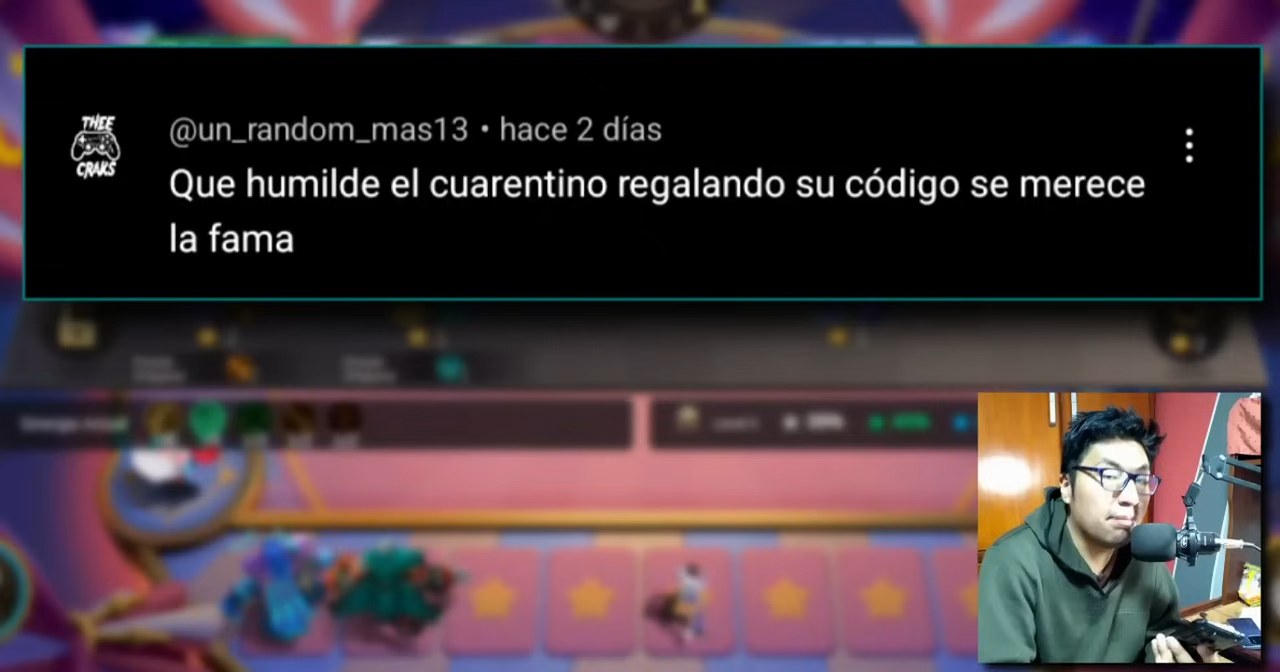 THEE
CRAKS
@un_random_mas13 • hace 2 días
Que humilde el cuarentino regalando su código se merece
la fama